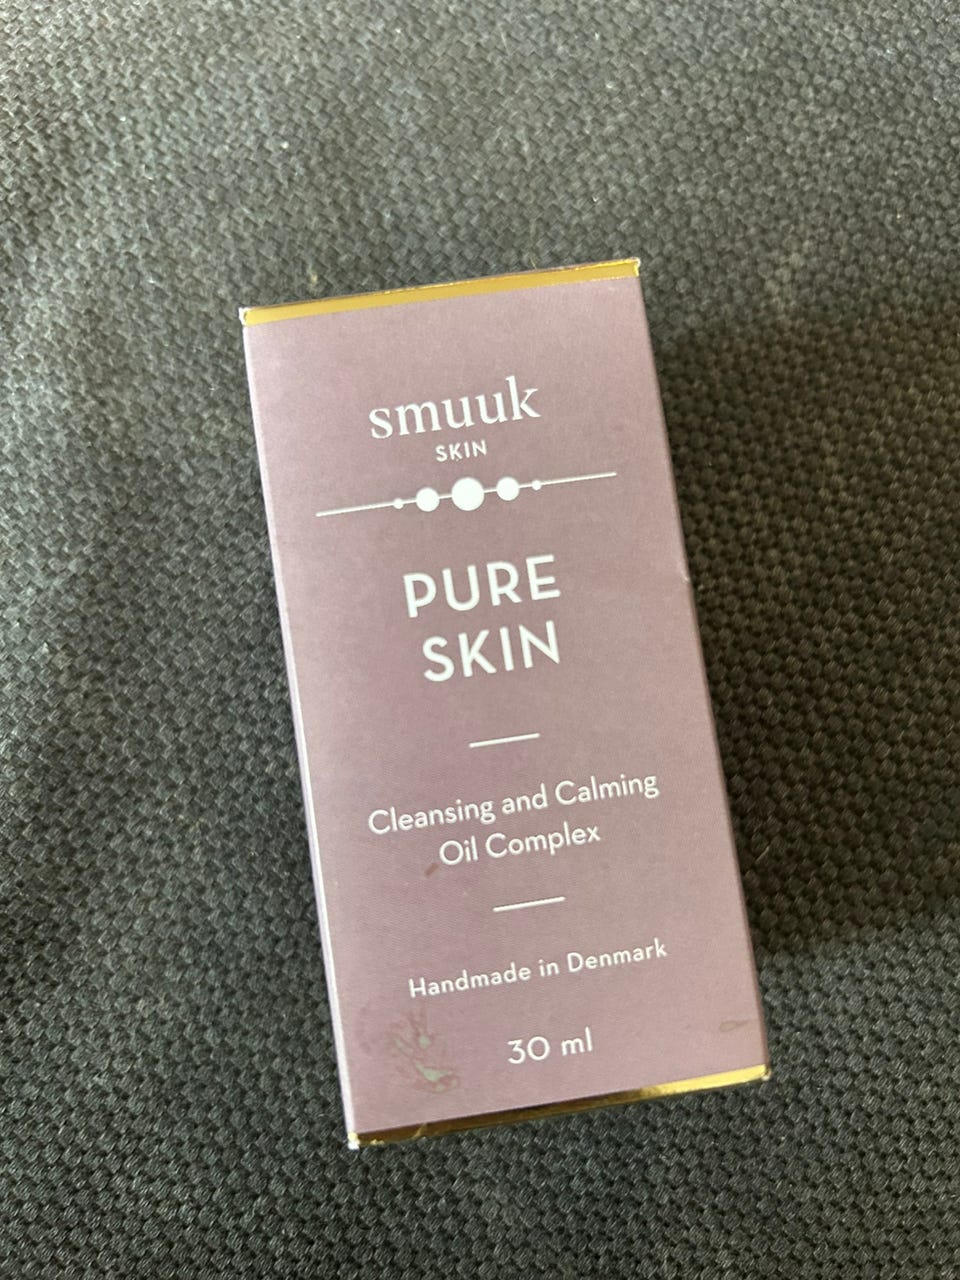 smuuk
SKIN
PURE
SKIN
Cleansing and Calming
Oil Complex
Handmade in Denmark
30 ml